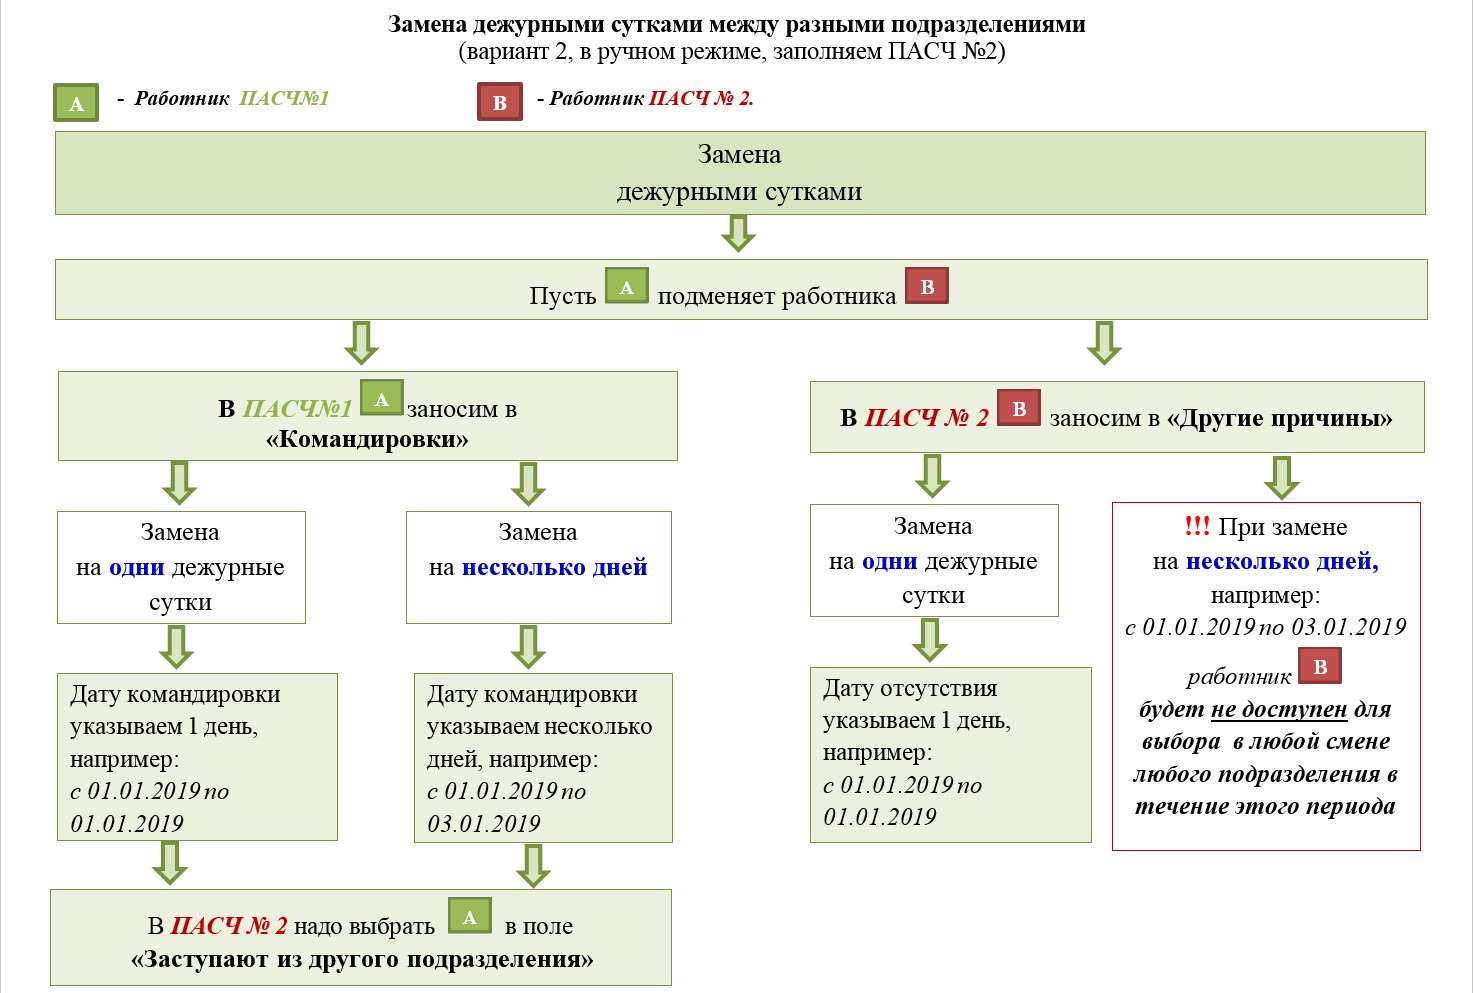 Замена дежурными сутками между разными подразделениями
(вариант 2, в ручном режиме, заполняем ПАСЧ №2)
А - Работник ПАСЧ№1
В - Работник ПАСЧ № 2.
Замена
дежурными сутками
Пусть А подменяет работника В
В ПАСЧ№1 А заносим в
«Командировки»
Замена
на одни дежурные
сутки
Замена
на несколько дней
Дату командировки
указываем 1 день,
например:
с 01.01.2019 по
01.01.2019
Дату командировки
указываем несколько
дней, например:
с 01.01.2019 по
03.01.2019
В ПАСЧ № 2 надо выбрать А в поле
«Заступают из другого подразделения»
В ПАСЧ № 2 В заносим в «Другие причины»
Замена
на одни дежурные
сутки
Дату отсутствия
указываем 1 день,
например:
с 01.01.2019 по
01.01.2019
!!! При замене
на несколько дней,
например:
с 01.01.2019 по 03.01.2019
работник В
будет не доступен для
выбора в любой смене
любого подразделения в
течение этого периода